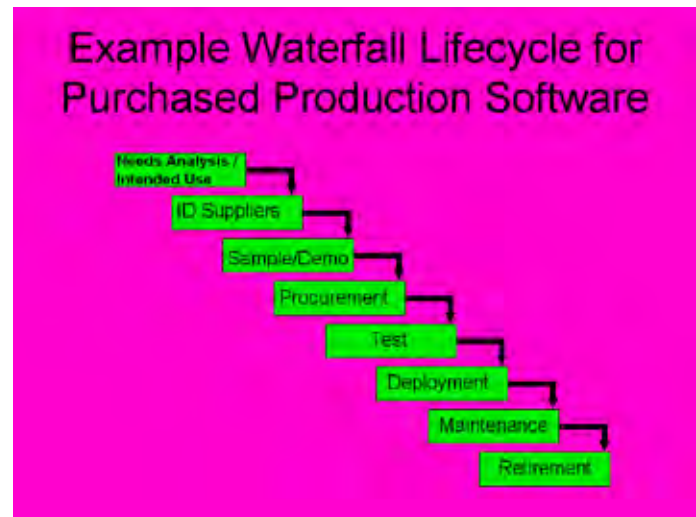 Example Waterfall Lifecycle for
Purchased Production Software
Needs Analysis /
Intended Use
ID Suppliers
Sample/Demo
Procurement
Test
Deployment
Maintenance
Retirement